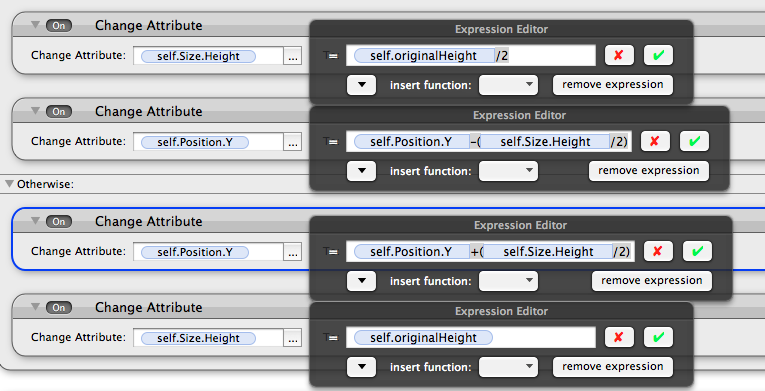 On Change Attribute Expression Editor
Change Attribute: self.Size.Height ... T= self.originalHeight /2 ✘ ✔
▼ insert function: remove expression
On Change Attribute Expression Editor
Change Attribute: self.Position.Y ... T= self.Position.Y -( self.Size.Height /2) ✘ ✔
▼ insert function: remove expression
Otherwise:
On Change Attribute Expression Editor
Change Attribute: self.Position.Y ... T= self.Position.Y +( self.Size.Height /2) ✘ ✔
▼ insert function: remove expression
On Change Attribute Expression Editor
Change Attribute: self.Size.Height ... T= self.originalHeight ✘ ✔
▼ insert function: remove expression